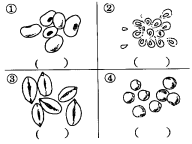 ① ②
( ) ( )
③ ④
( ) ( )